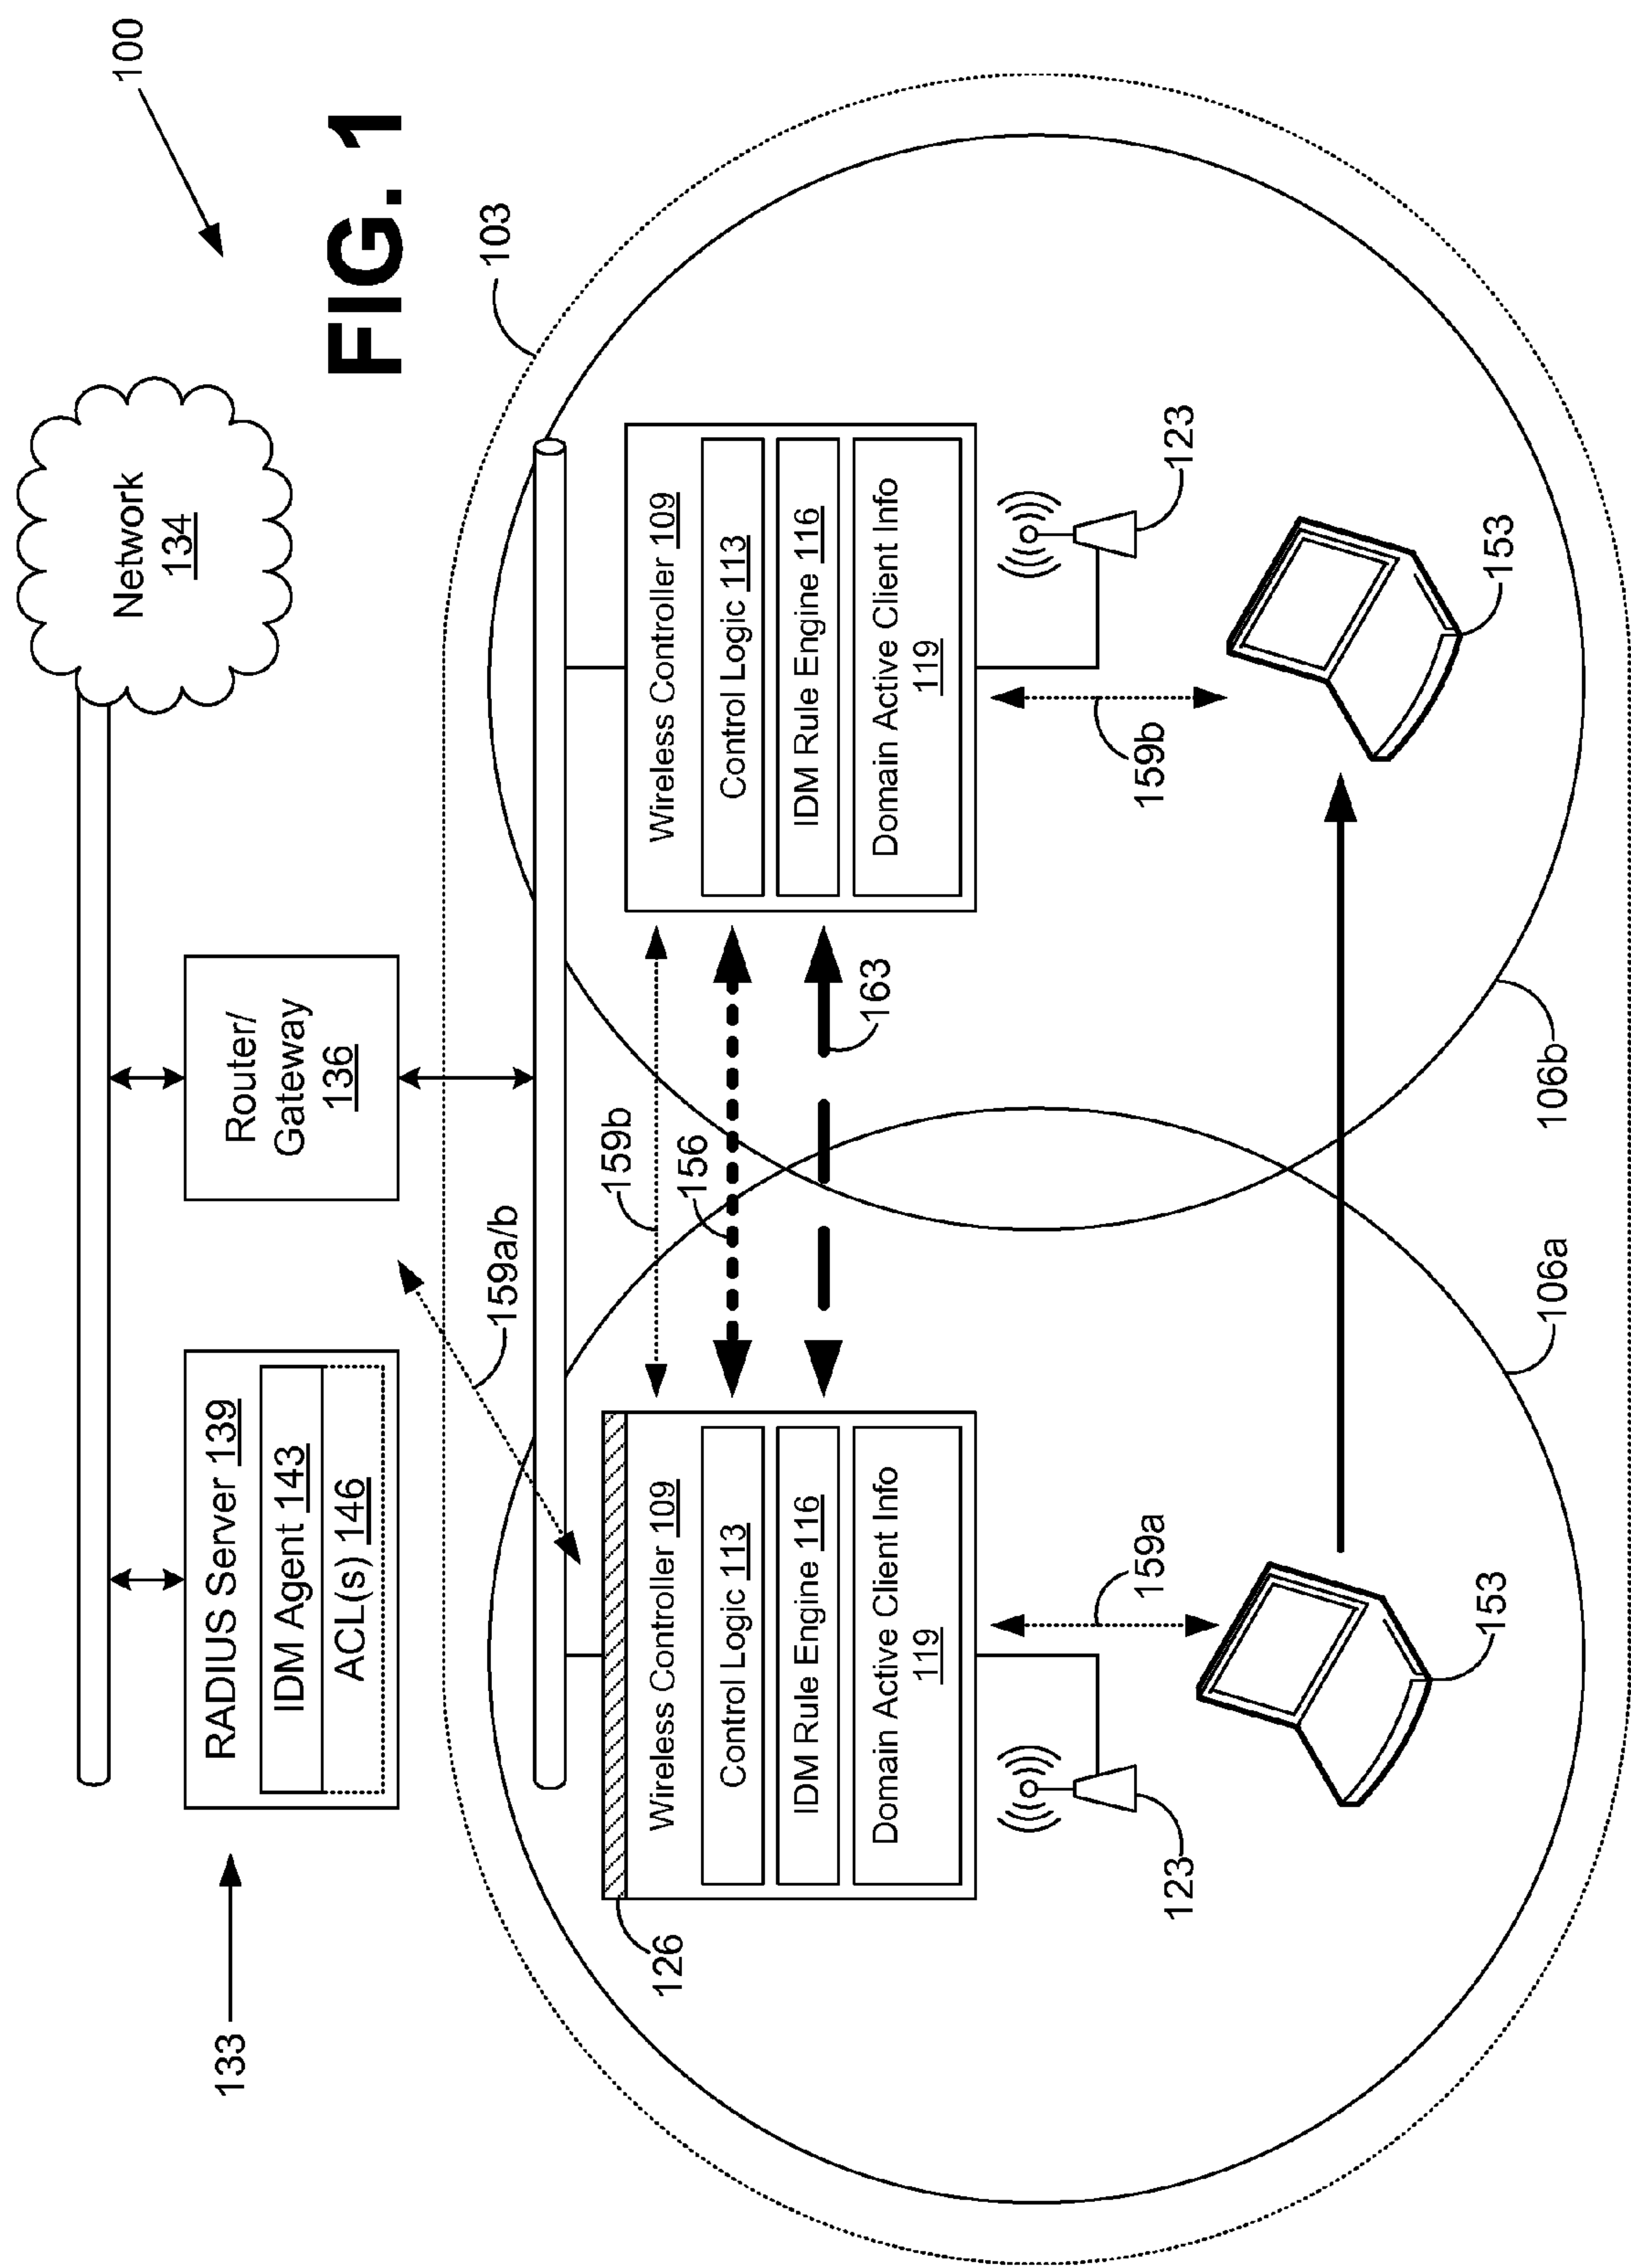 100
FIG. 1
Network
134
133
RADIUS Server 139
IDM Agent 143
ACL(s) 146
Router/
Gateway
136
103
159a/b
126
Wireless Controller 109
Control Logic 113
IDM Rule Engine 116
Domain Active Client Info
119
159b
156
163
Wireless Controller 109
Control Logic 113
IDM Rule Engine 116
Domain Active Client Info
119
123
159a
153
159b
123
153
106a
106b